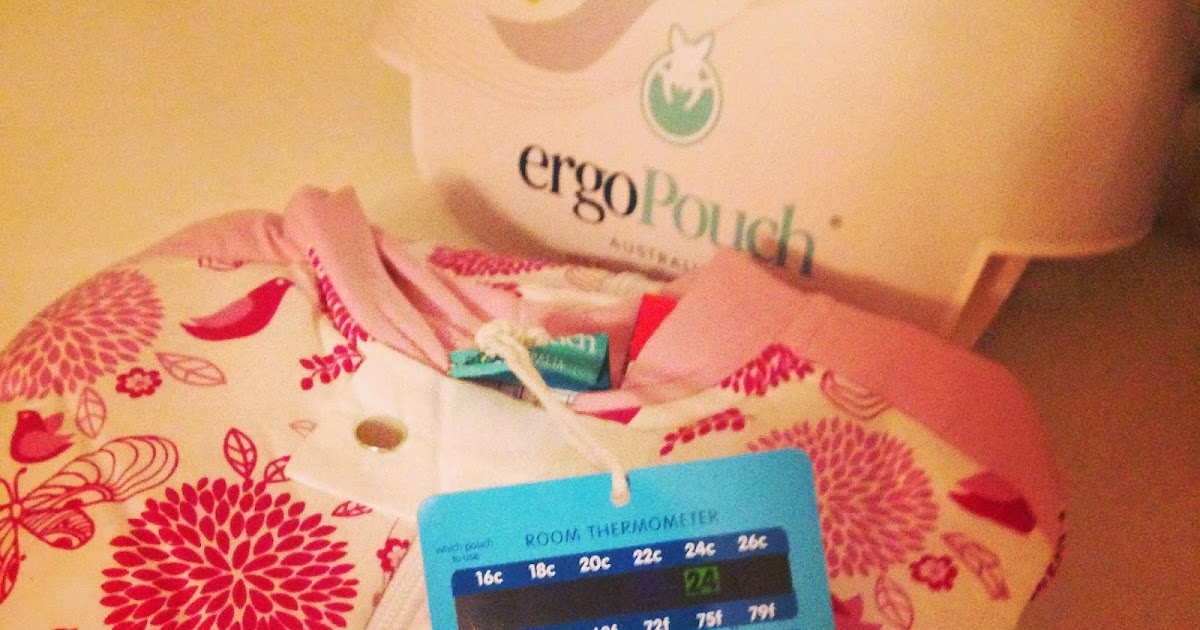 ergoPouch
ROOM THERMOMETER
which pouch
to use
16c 18c 20c 22c 24c 26c
24
72f 75f 79f